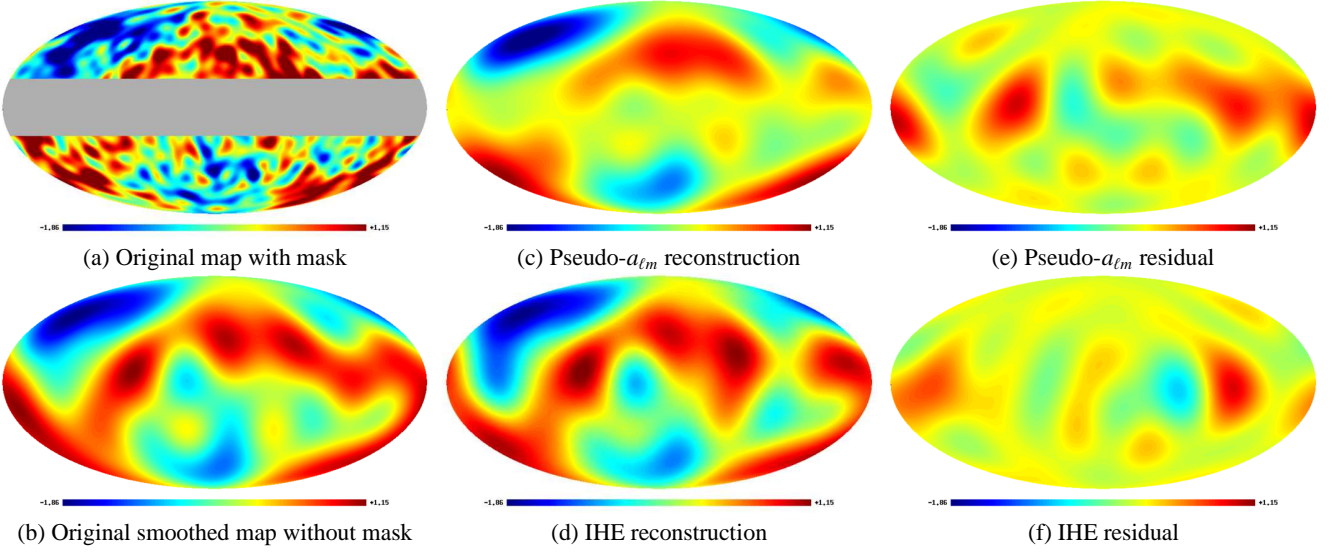 -1.86 +1.15
-1.86 +1.15
-1.86 +1.15
(a) Original map with mask
(c) Pseudo-aℓm reconstruction
(e) Pseudo-aℓm residual
-1.86 +1.15
-1.86 +1.15
-1.86 +1.15
(b) Original smoothed map without mask
(d) IHE reconstruction
(f) IHE residual